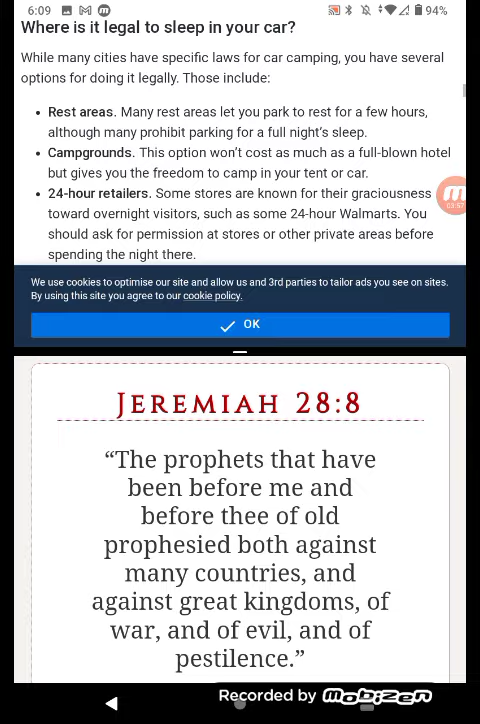 6:09 94%
Where is it legal to sleep in your car?
While many cities have specific laws for car camping, you have several
options for doing it legally. Those include:
• Rest areas. Many rest areas let you park to rest for a few hours,
although many prohibit parking for a full night's sleep.
• Campgrounds. This option won't cost as much as a full-blown hotel
but gives you the freedom to camp in your tent or car.
• 24-hour retailers. Some stores are known for their graciousness
toward overnight visitors, such as some 24-hour Walmarts. You
should ask for permission at stores or other private areas before
spending the night there.
03:57
We use cookies to optimise our site and allow us and 3rd parties to tailor ads you see on sites.
By using this site you agree to our cookie policy.
OK
JEREMIAH 28:8
“The prophets that have
been before me and
before thee of old
prophesied both against
many countries, and
against great kingdoms, of
war, and of evil, and of
pestilence.”
Recorded by mobizen